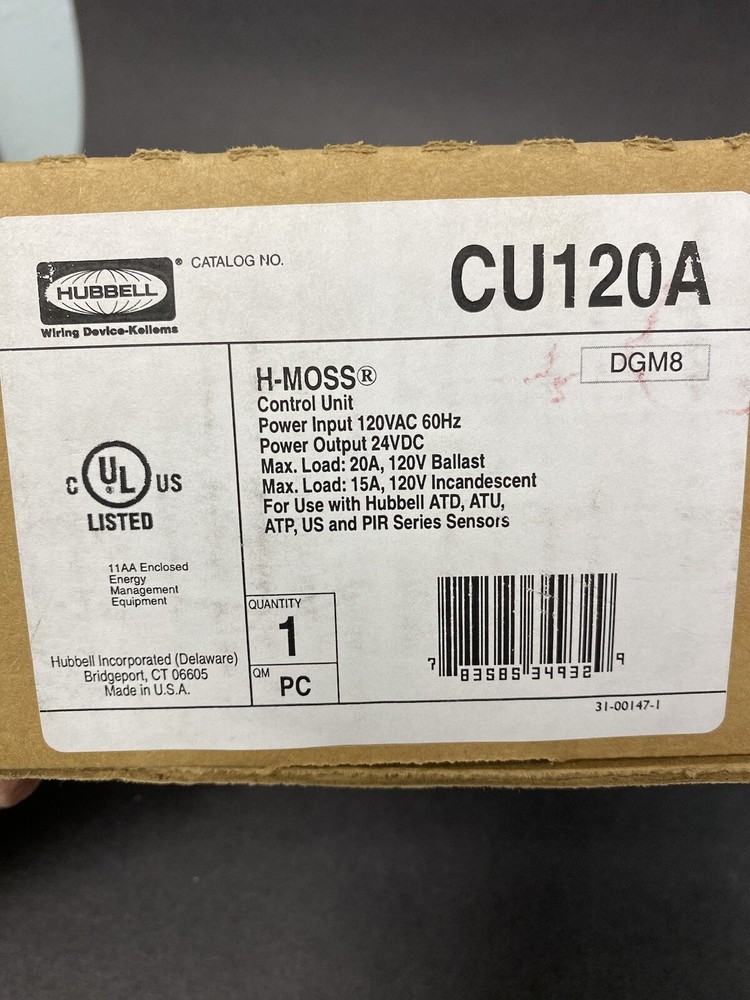 HUBBELL
Wiring Device-Kellems
® CATALOG NO.
CU120A
DGM8
H-MOSS®
Control Unit
Power Input 120VAC 60Hz
Power Output 24VDC
Max. Load: 20A, 120V Ballast
Max. Load: 15A, 120V Incandescent
For Use with Hubbell ATD, ATU,
ATP, US and PIR Series Sensors
C UL ® US
LISTED
11AA Enclosed
Energy
Management
Equipment
Hubbell Incorporated (Delaware)
Bridgeport, CT 06605
Made in U.S.A.
QUANTITY
1
QM
PC
7 83585 34932 9
31-00147-1